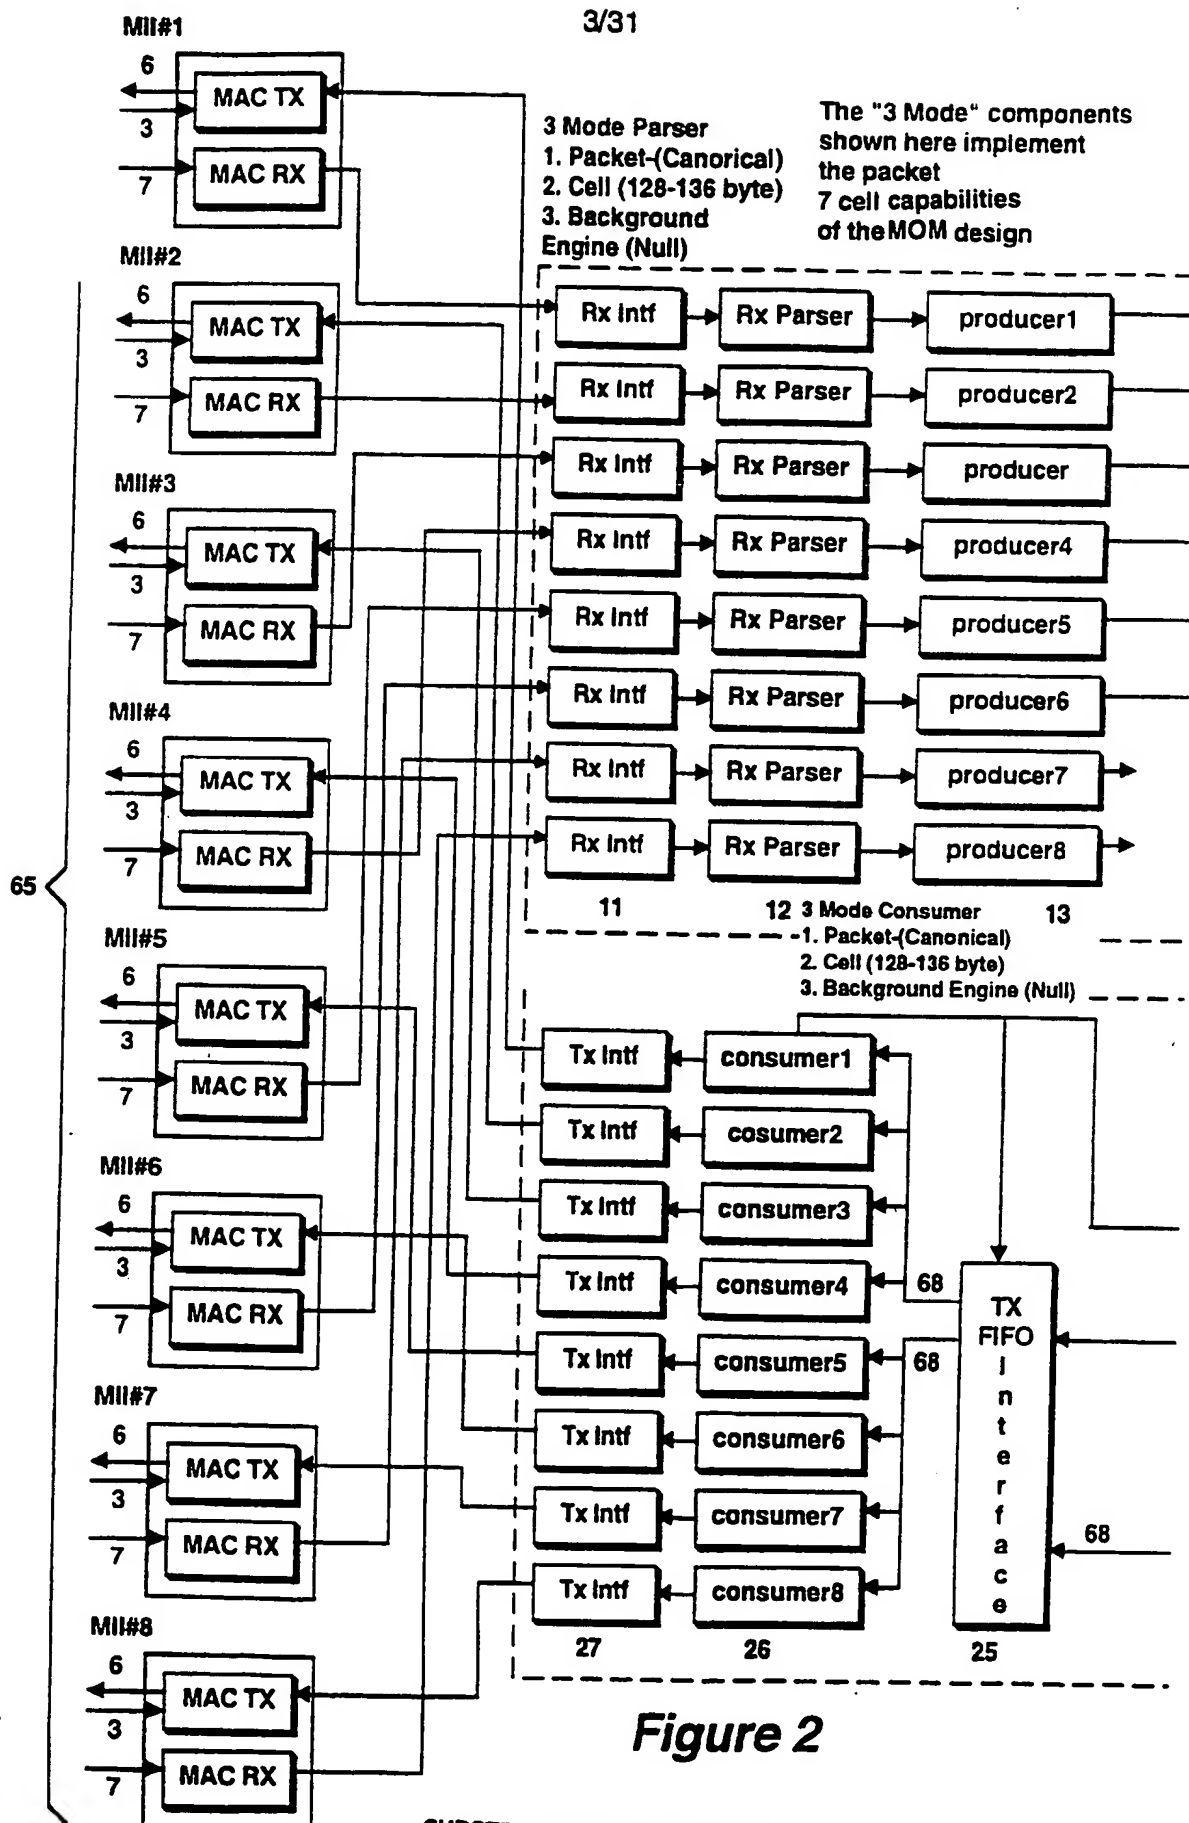 3/31
MII#1
6
MAC TX
3
MAC RX
7
3 Mode Parser
1. Packet-(Canorical)
2. Cell (128-136 byte)
3. Background
Engine (Null)
The "3 Mode" components
shown here implement
the packet
7 cell capabilities
of the MOM design
MII#2
6
MAC TX
3
MAC RX
7
MII#3
6
MAC TX
3
MAC RX
7
MII#4
6
MAC TX
3
MAC RX
7
65
MII#5
6
MAC TX
3
MAC RX
7
MII#6
6
MAC TX
3
MAC RX
7
MII#7
6
MAC TX
3
MAC RX
7
MII#8
6
MAC TX
3
MAC RX
7
Rx Intf Rx Parser producer1
Rx Intf Rx Parser producer2
Rx Intf Rx Parser producer
Rx Intf Rx Parser producer4
Rx Intf Rx Parser producer5
Rx Intf Rx Parser producer6
Rx Intf Rx Parser producer7
Rx Intf Rx Parser producer8
11 12 13
3 Mode Consumer
1. Packet-(Canonical)
2. Cell (128-136 byte)
3. Background Engine (Null)
Tx Intf consumer1
Tx Intf cosumer2
Tx Intf consumer3
Tx Intf consumer4
Tx Intf consumer5
Tx Intf consumer6
Tx Intf consumer7
Tx Intf consumer8
68
68
TX
FIFO
I
n
t
e
r
f
a
c
e
68
27 26 25
Figure 2